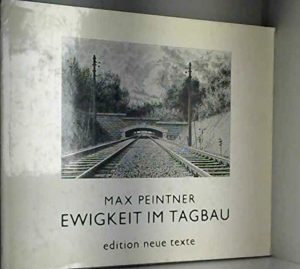 MAX PEINTNER
EWIGKEIT IM TAGBAU
edition neue texte